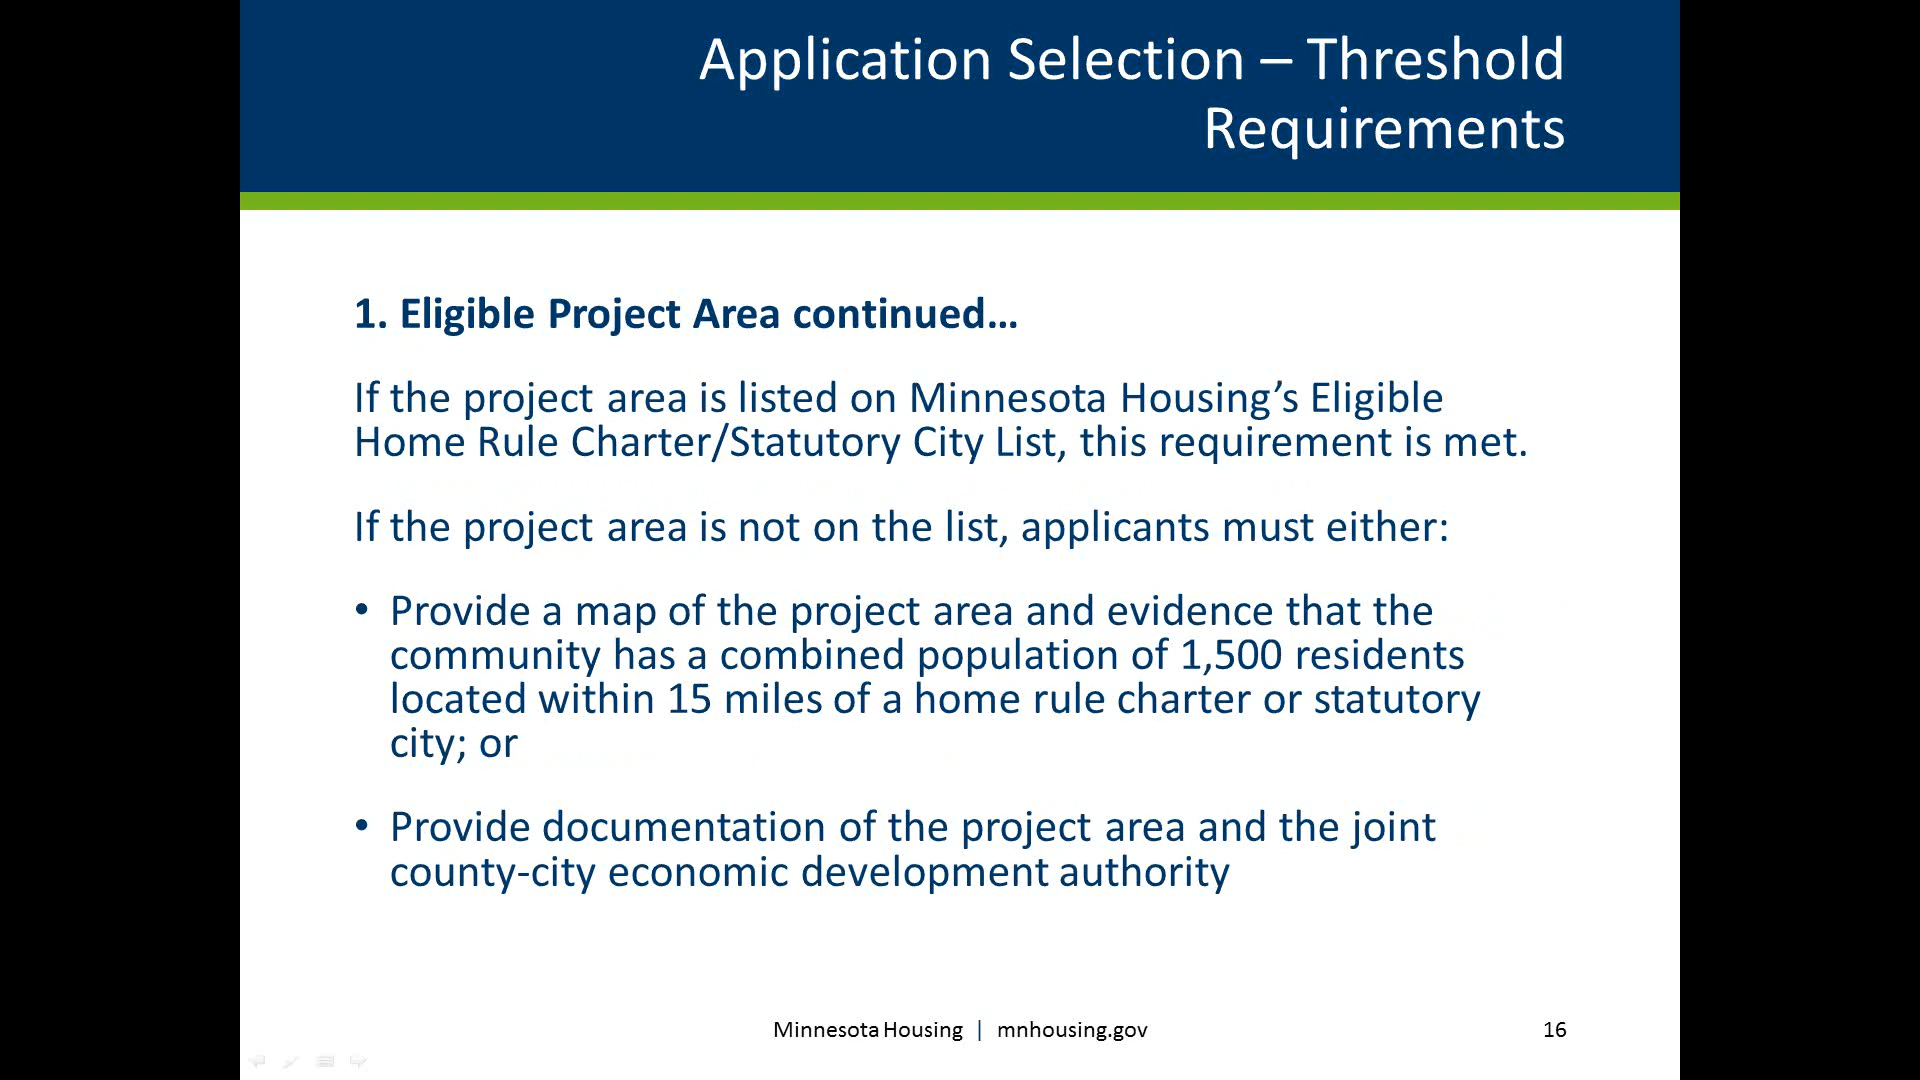 Application Selection – Threshold
Requirements
1. Eligible Project Area continued…
If the project area is listed on Minnesota Housing’s Eligible
Home Rule Charter/Statutory City List, this requirement is met.
If the project area is not on the list, applicants must either:
• Provide a map of the project area and evidence that the
community has a combined population of 1,500 residents
located within 15 miles of a home rule charter or statutory
city; or
• Provide documentation of the project area and the joint
county-city economic development authority
Minnesota Housing | mnhousing.gov
16